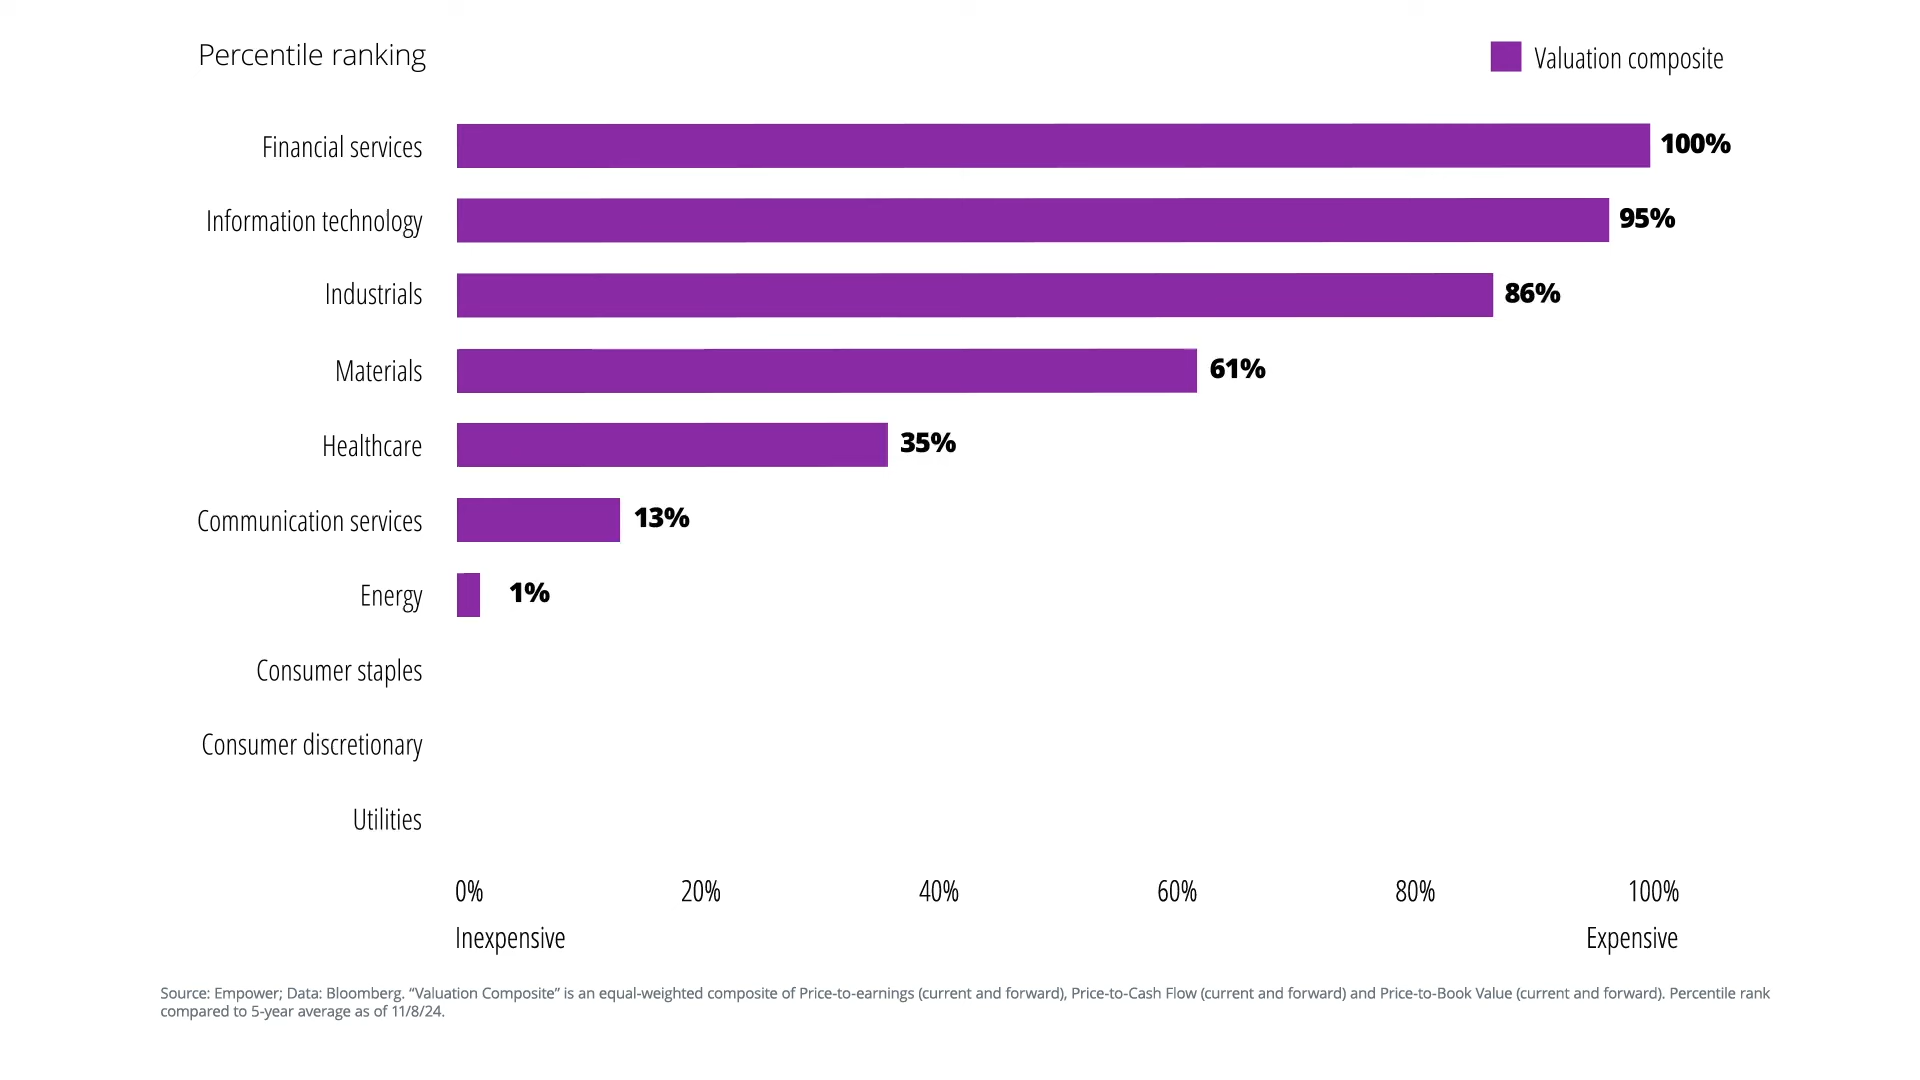 Percentile ranking
Valuation composite
Financial services 100%
Information technology 95%
Industrials 86%
Materials 61%
Healthcare 35%
Communication services 13%
Energy 1%
Consumer staples
Consumer discretionary
Utilities
0% 20% 40% 60% 80% 100%
Inexpensive Expensive
Source: Empower; Data: Bloomberg. “Valuation Composite” is an equal-weighted composite of Price-to-earnings (current and forward), Price-to-Cash Flow (current and forward) and Price-to-Book Value (current and forward). Percentile rank
compared to 5-year average as of 11/8/24.